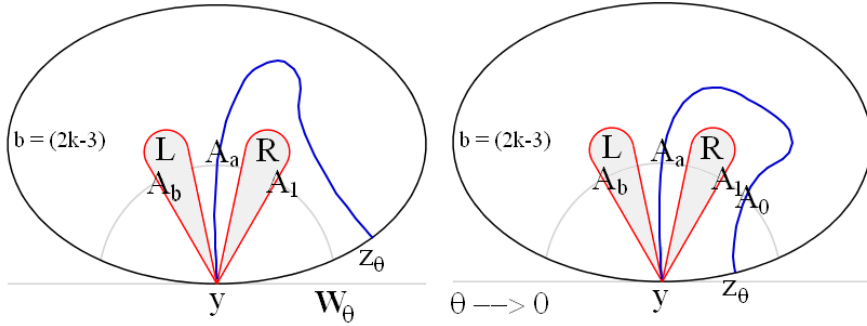 b = (2k-3) L A_a R
A_b A_1
z_θ
y W_θ
b = (2k-3) L A_a R
A_b A_1 A_0
θ --> 0 y z_θ